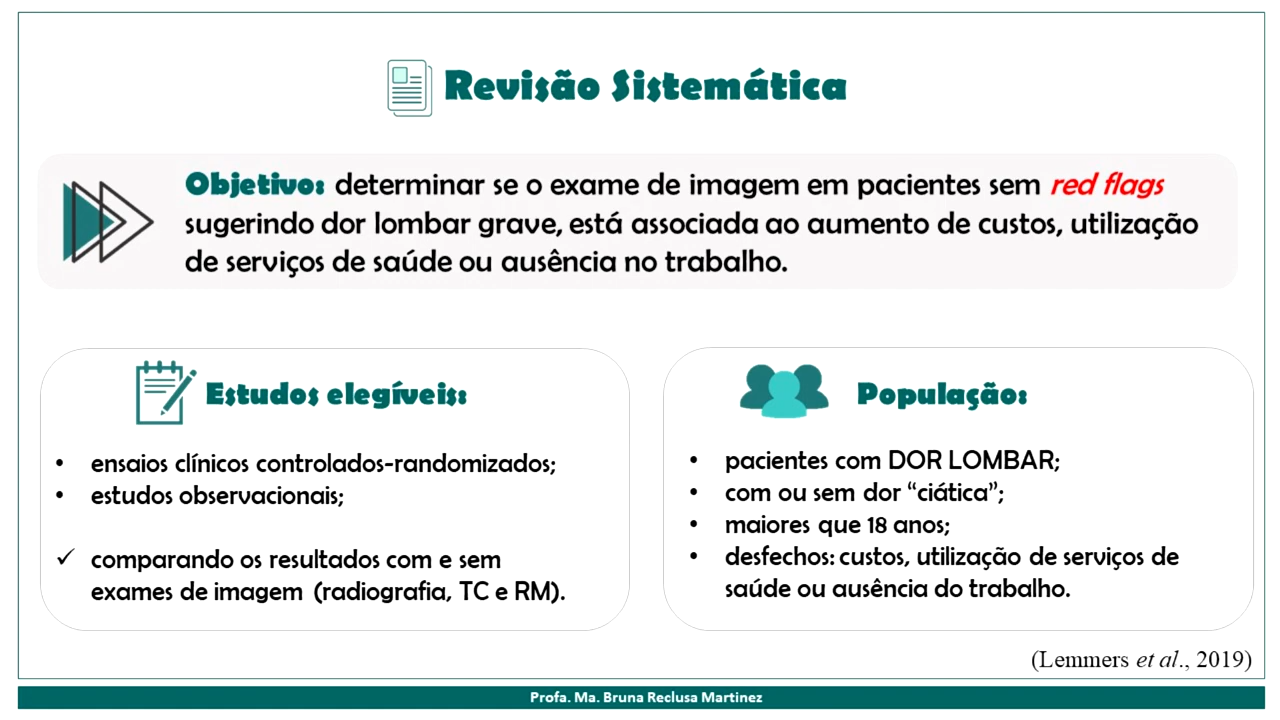 Revisão Sistemática
Objetivo: determinar se o exame de imagem em pacientes sem red flags
sugerindo dor lombar grave, está associada ao aumento de custos, utilização
de serviços de saúde ou ausência no trabalho.
Estudos elegíveis:
• ensaios clínicos controlados-randomizados;
• estudos observacionais;
✓ comparando os resultados com e sem
exames de imagem (radiografia, TC e RM).
População:
• pacientes com DOR LOMBAR;
• com ou sem dor “ciática”;
• maiores que 18 anos;
• desfechos: custos, utilização de serviços de
saúde ou ausência do trabalho.
(Lemmers et al., 2019)
Profa. Ma. Bruna Reclusa Martinez